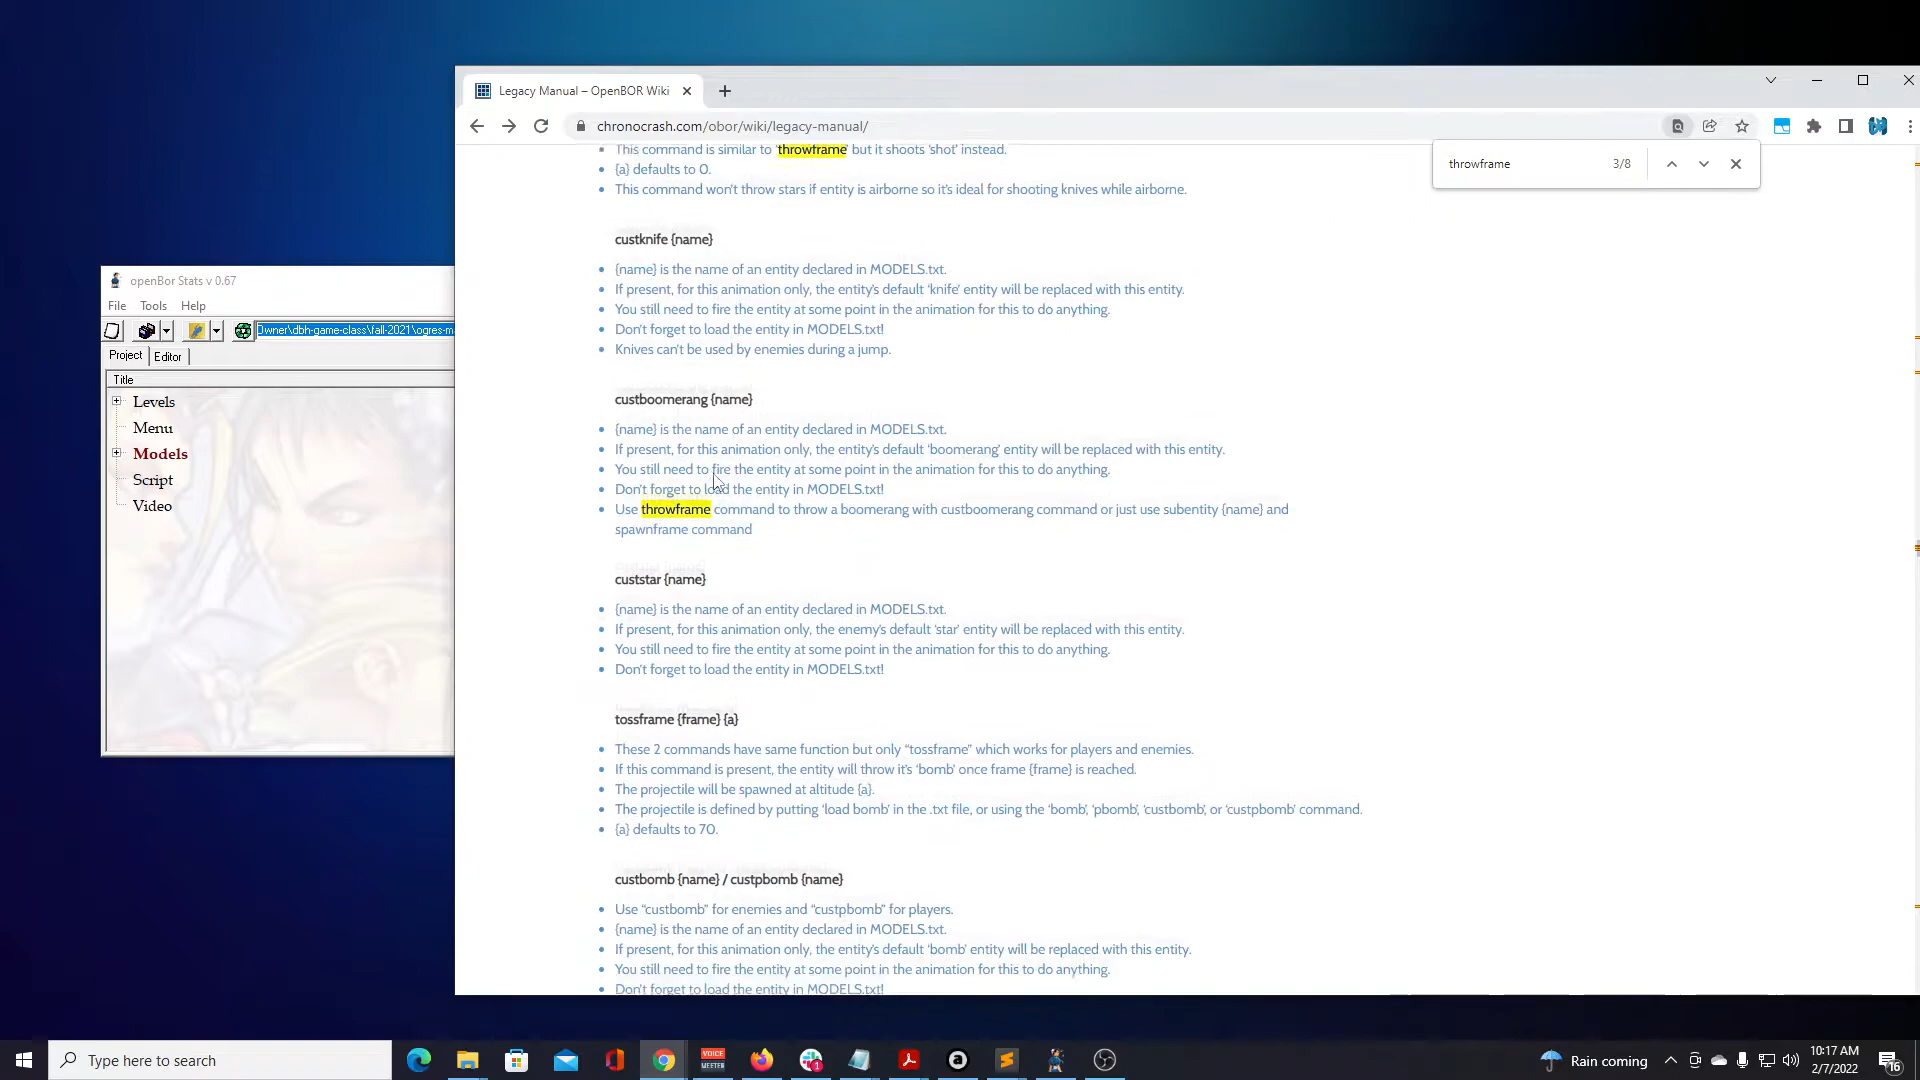 Legacy Manual – OpenBOR Wiki
chronocrash.com/obor/wiki/legacy-manual/
throwframe 3/8
This command is similar to 'throwframe' but it shoots 'shot' instead.
{a} defaults to 0.
This command won't throw stars if entity is airborne so it's ideal for shooting knives while airborne.
custknife {name}
{name} is the name of an entity declared in MODELS.txt.
If present, for this animation only, the entity's default 'knife' entity will be replaced with this entity.
You still need to fire the entity at some point in the animation for this to do anything.
Don't forget to load the entity in MODELS.txt!
Knives can't be used by enemies during a jump.
custboomerang {name}
{name} is the name of an entity declared in MODELS.txt.
If present, for this animation only, the entity's default 'boomerang' entity will be replaced with this entity.
You still need to fire the entity at some point in the animation for this to do anything.
Don't forget to load the entity in MODELS.txt!
Use throwframe command to throw a boomerang with custboomerang command or just use subentity {name} and
spawnframe command
custstar {name}
{name} is the name of an entity declared in MODELS.txt.
If present, for this animation only, the enemy's default 'star' entity will be replaced with this entity.
You still need to fire the entity at some point in the animation for this to do anything.
Don't forget to load the entity in MODELS.txt!
tossframe {frame} {a}
These 2 commands have same function but only “tossframe” which works for players and enemies.
If this command is present, the entity will throw it's 'bomb' once frame {frame} is reached.
The projectile will be spawned at altitude {a}.
The projectile is defined by putting 'load bomb' in the .txt file, or using the 'bomb', 'pbomb', 'custbomb', or 'custpbomb' command.
{a} defaults to 70.
custbomb {name} / custpbomb {name}
Use “custbomb” for enemies and “custpbomb” for players.
{name} is the name of an entity declared in MODELS.txt.
If present, for this animation only, the entity's default 'bomb' entity will be replaced with this entity.
You still need to fire the entity at some point in the animation for this to do anything.
Don't forget to load the entity in MODELS.txt!
openBor Stats v 0.67
File Tools Help
Owner\dbh-game-class\fall-2021\ogres-m
Project Editor
Title
Levels
Menu
Models
Script
Video
Type here to search
VOICE
MEETER
1
Rain coming
10:17 AM
2/7/2022
16